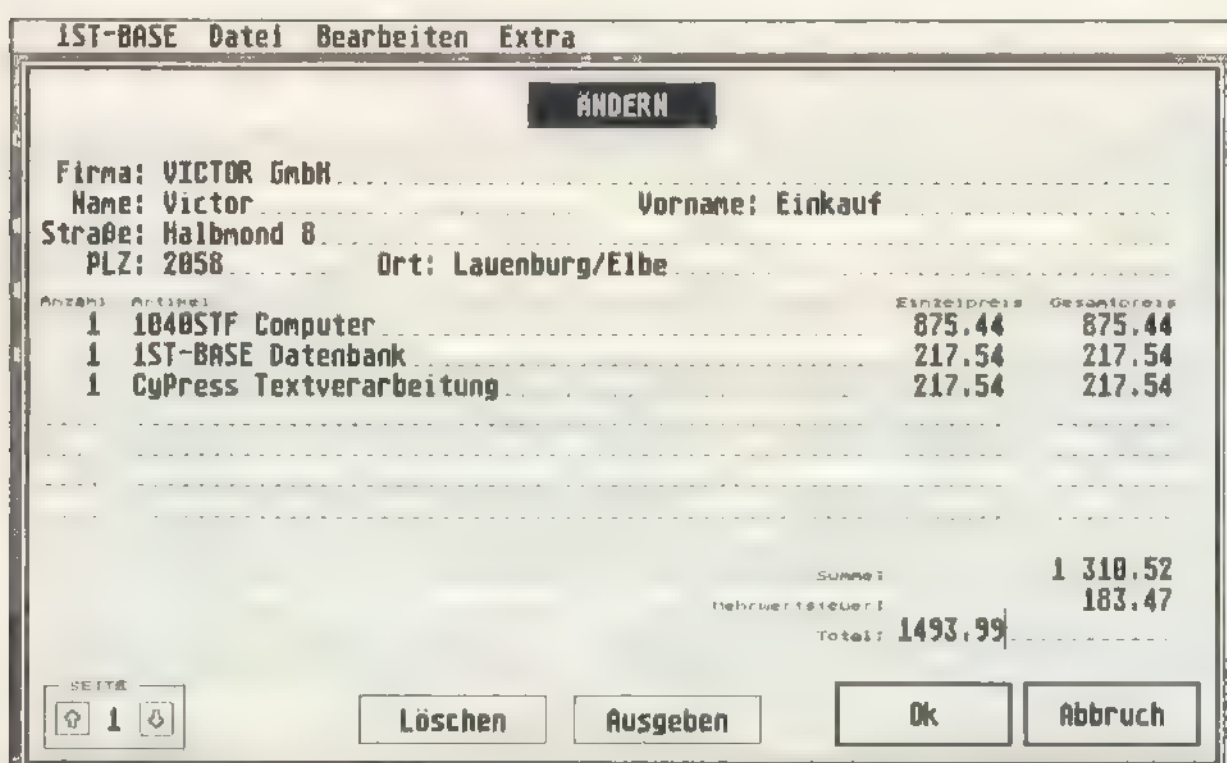 1ST-BASE Datei Bearbeiten Extra
ÄNDERN
Firma: VICTOR GmbH
Name: Victor Vorname: Einkauf
Straße: Halbmond 8
PLZ: 2058 Ort: Lauenburg/Elbe
Anzahl Artikel Einzelpreis Gesamtpreis
1 1040STF Computer 875.44 875.44
1 1ST-BASE Datenbank 217.54 217.54
1 CyPress Textverarbeitung 217.54 217.54
Summe: 1 310.52
Mehrwertsteuer: 183.47
Total: 1493.99
SEITE
1
Löschen Ausgeben Ok Abbruch